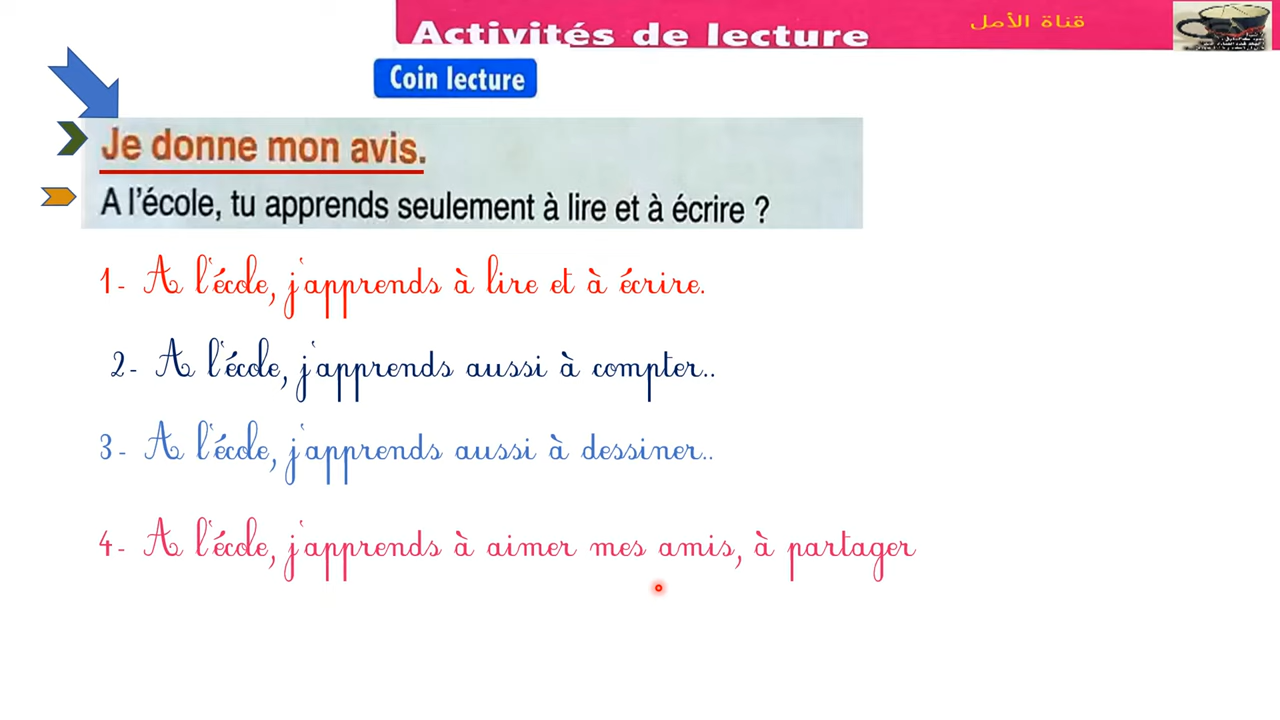 Activités de lecture
قناة الأمل
Coin lecture
Je donne mon avis.
A l'école, tu apprends seulement à lire et à écrire ?
1- A l'école, j'apprends à lire et à écrire.
2- A l'école, j'apprends aussi à compter..
3- A l'école, j'apprends aussi à dessiner..
4- A l'école, j'apprends à aimer mes amis, à partager